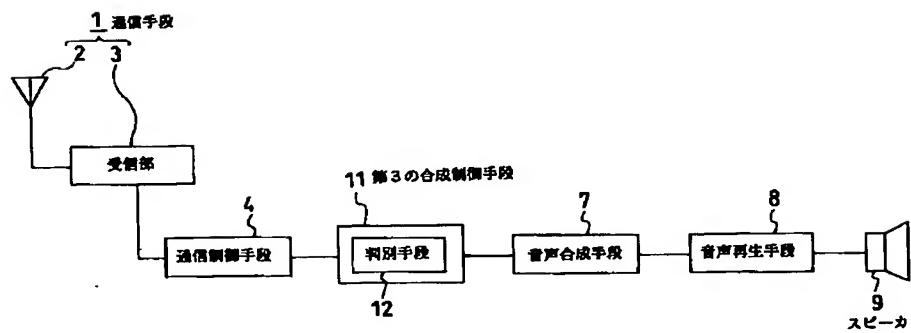 1 通信手段
2 3
受信部
4
通信制御手段
11 第3の合成制御手段
判別手段
12
7
音声合成手段
8
音声再生手段
9
スピーカ